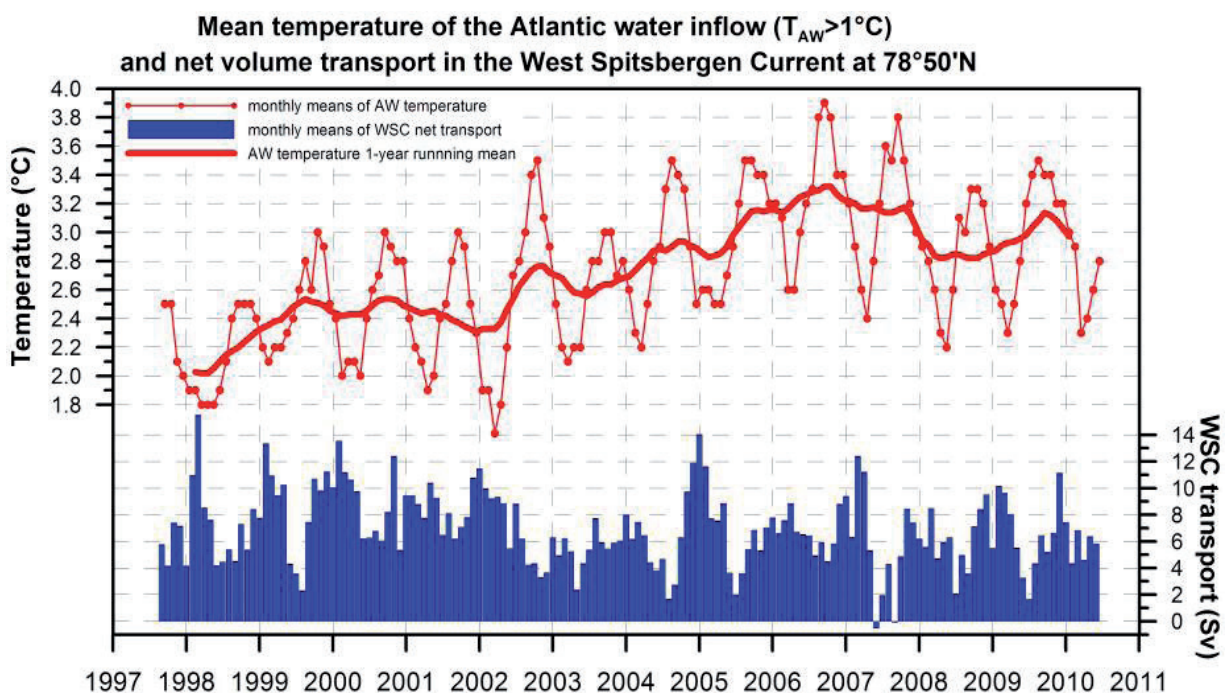 Mean temperature of the Atlantic water inflow (TAW>1°C)
and net volume transport in the West Spitsbergen Current at 78°50'N
monthly means of AW temperature
monthly means of WSC net transport
AW temperature 1-year runnning mean
Temperature (°C)
4.0
3.8
3.6
3.4
3.2
3.0
2.8
2.6
2.4
2.2
2.0
1.8
WSC transport (Sv)
14
12
10
8
6
4
2
0
1997 1998 1999 2000 2001 2002 2003 2004 2005 2006 2007 2008 2009 2010 2011